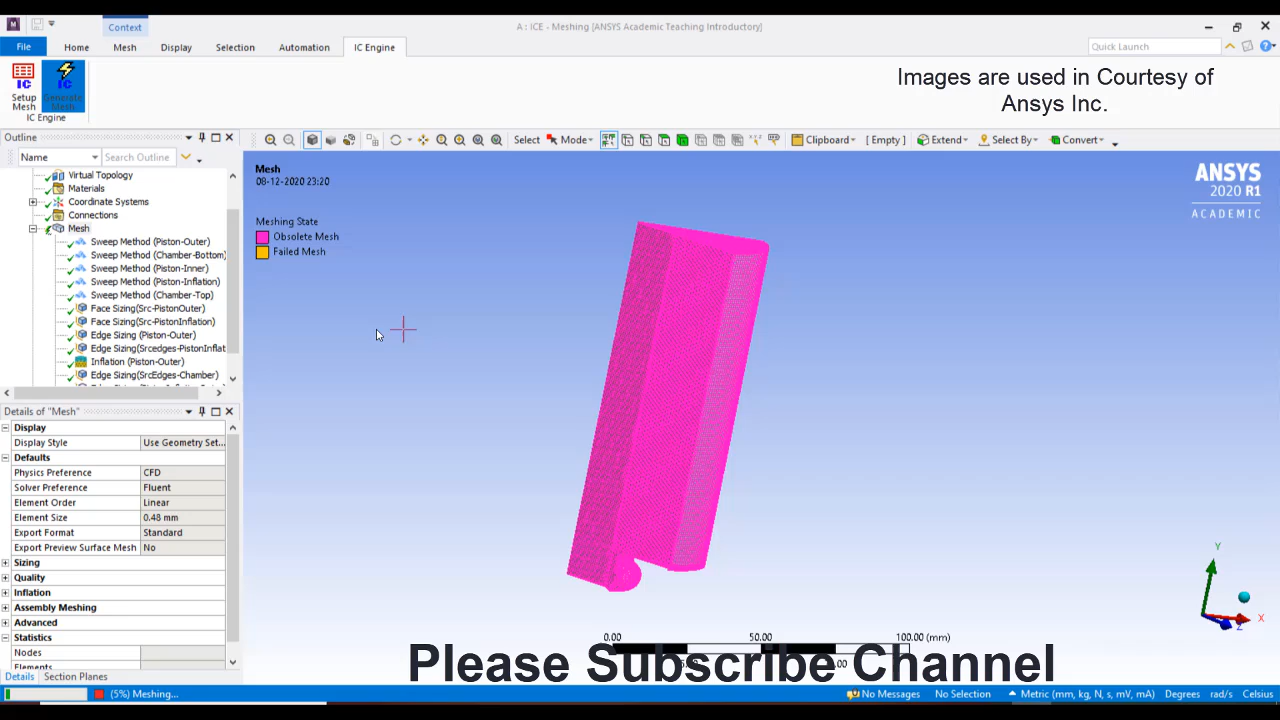 Context
A : ICE - Meshing [ANSYS Academic Teaching Introductory]
File Home Mesh Display Selection Automation IC Engine
Quick Launch
Setup Mesh
Generate Mesh
IC Engine
Images are used in Courtesy of
Ansys Inc.
Outline
Select Mode Clipboard [ Empty ] Extend Select By Convert
Name Search Outline
Virtual Topology
Materials
Coordinate Systems
Connections
Mesh
Sweep Method (Piston-Outer)
Sweep Method (Chamber-Bottom)
Sweep Method (Piston-Inner)
Sweep Method (Piston-Inflation)
Sweep Method (Chamber-Top)
Face Sizing(Src-PistonOuter)
Face Sizing(Src-PistonInflation)
Edge Sizing (Piston-Outer)
Edge Sizing(Srcedges-PistonInflat
Inflation (Piston-Outer)
Edge Sizing(SrcEdges-Chamber)
Mesh
08-12-2020 23:20
Meshing State
Obsolete Mesh
Failed Mesh
ANSYS
2020 R1
ACADEMIC
Details of "Mesh"
Display
Display Style Use Geometry Set...
Defaults
Physics Preference CFD
Solver Preference Fluent
Element Order Linear
Element Size 0.48 mm
Export Format Standard
Export Preview Surface Mesh No
Sizing
Quality
Inflation
Assembly Meshing
Advanced
Statistics
Nodes
Elements
Details Section Planes
Y
X
Z
0.00 50.00 100.00 (mm)
Please Subscribe Channel
(5%) Meshing... No Messages No Selection Metric (mm, kg, N, s, mV, mA) Degrees rad/s Celsius